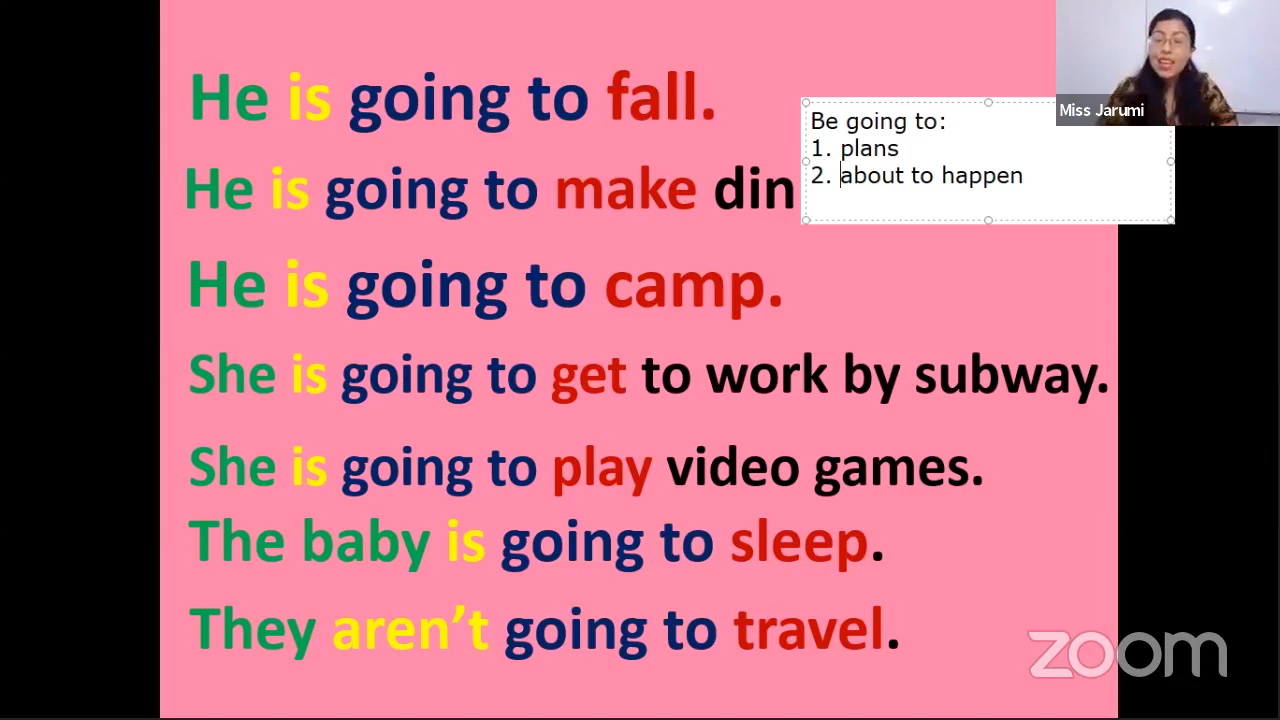 He is going to fall.
Miss Jarumi
Be going to:
1. plans
2. about to happen
He is going to make din
He is going to camp.
She is going to get to work by subway.
She is going to play video games.
The baby is going to sleep.
They aren’t going to travel.
zoom